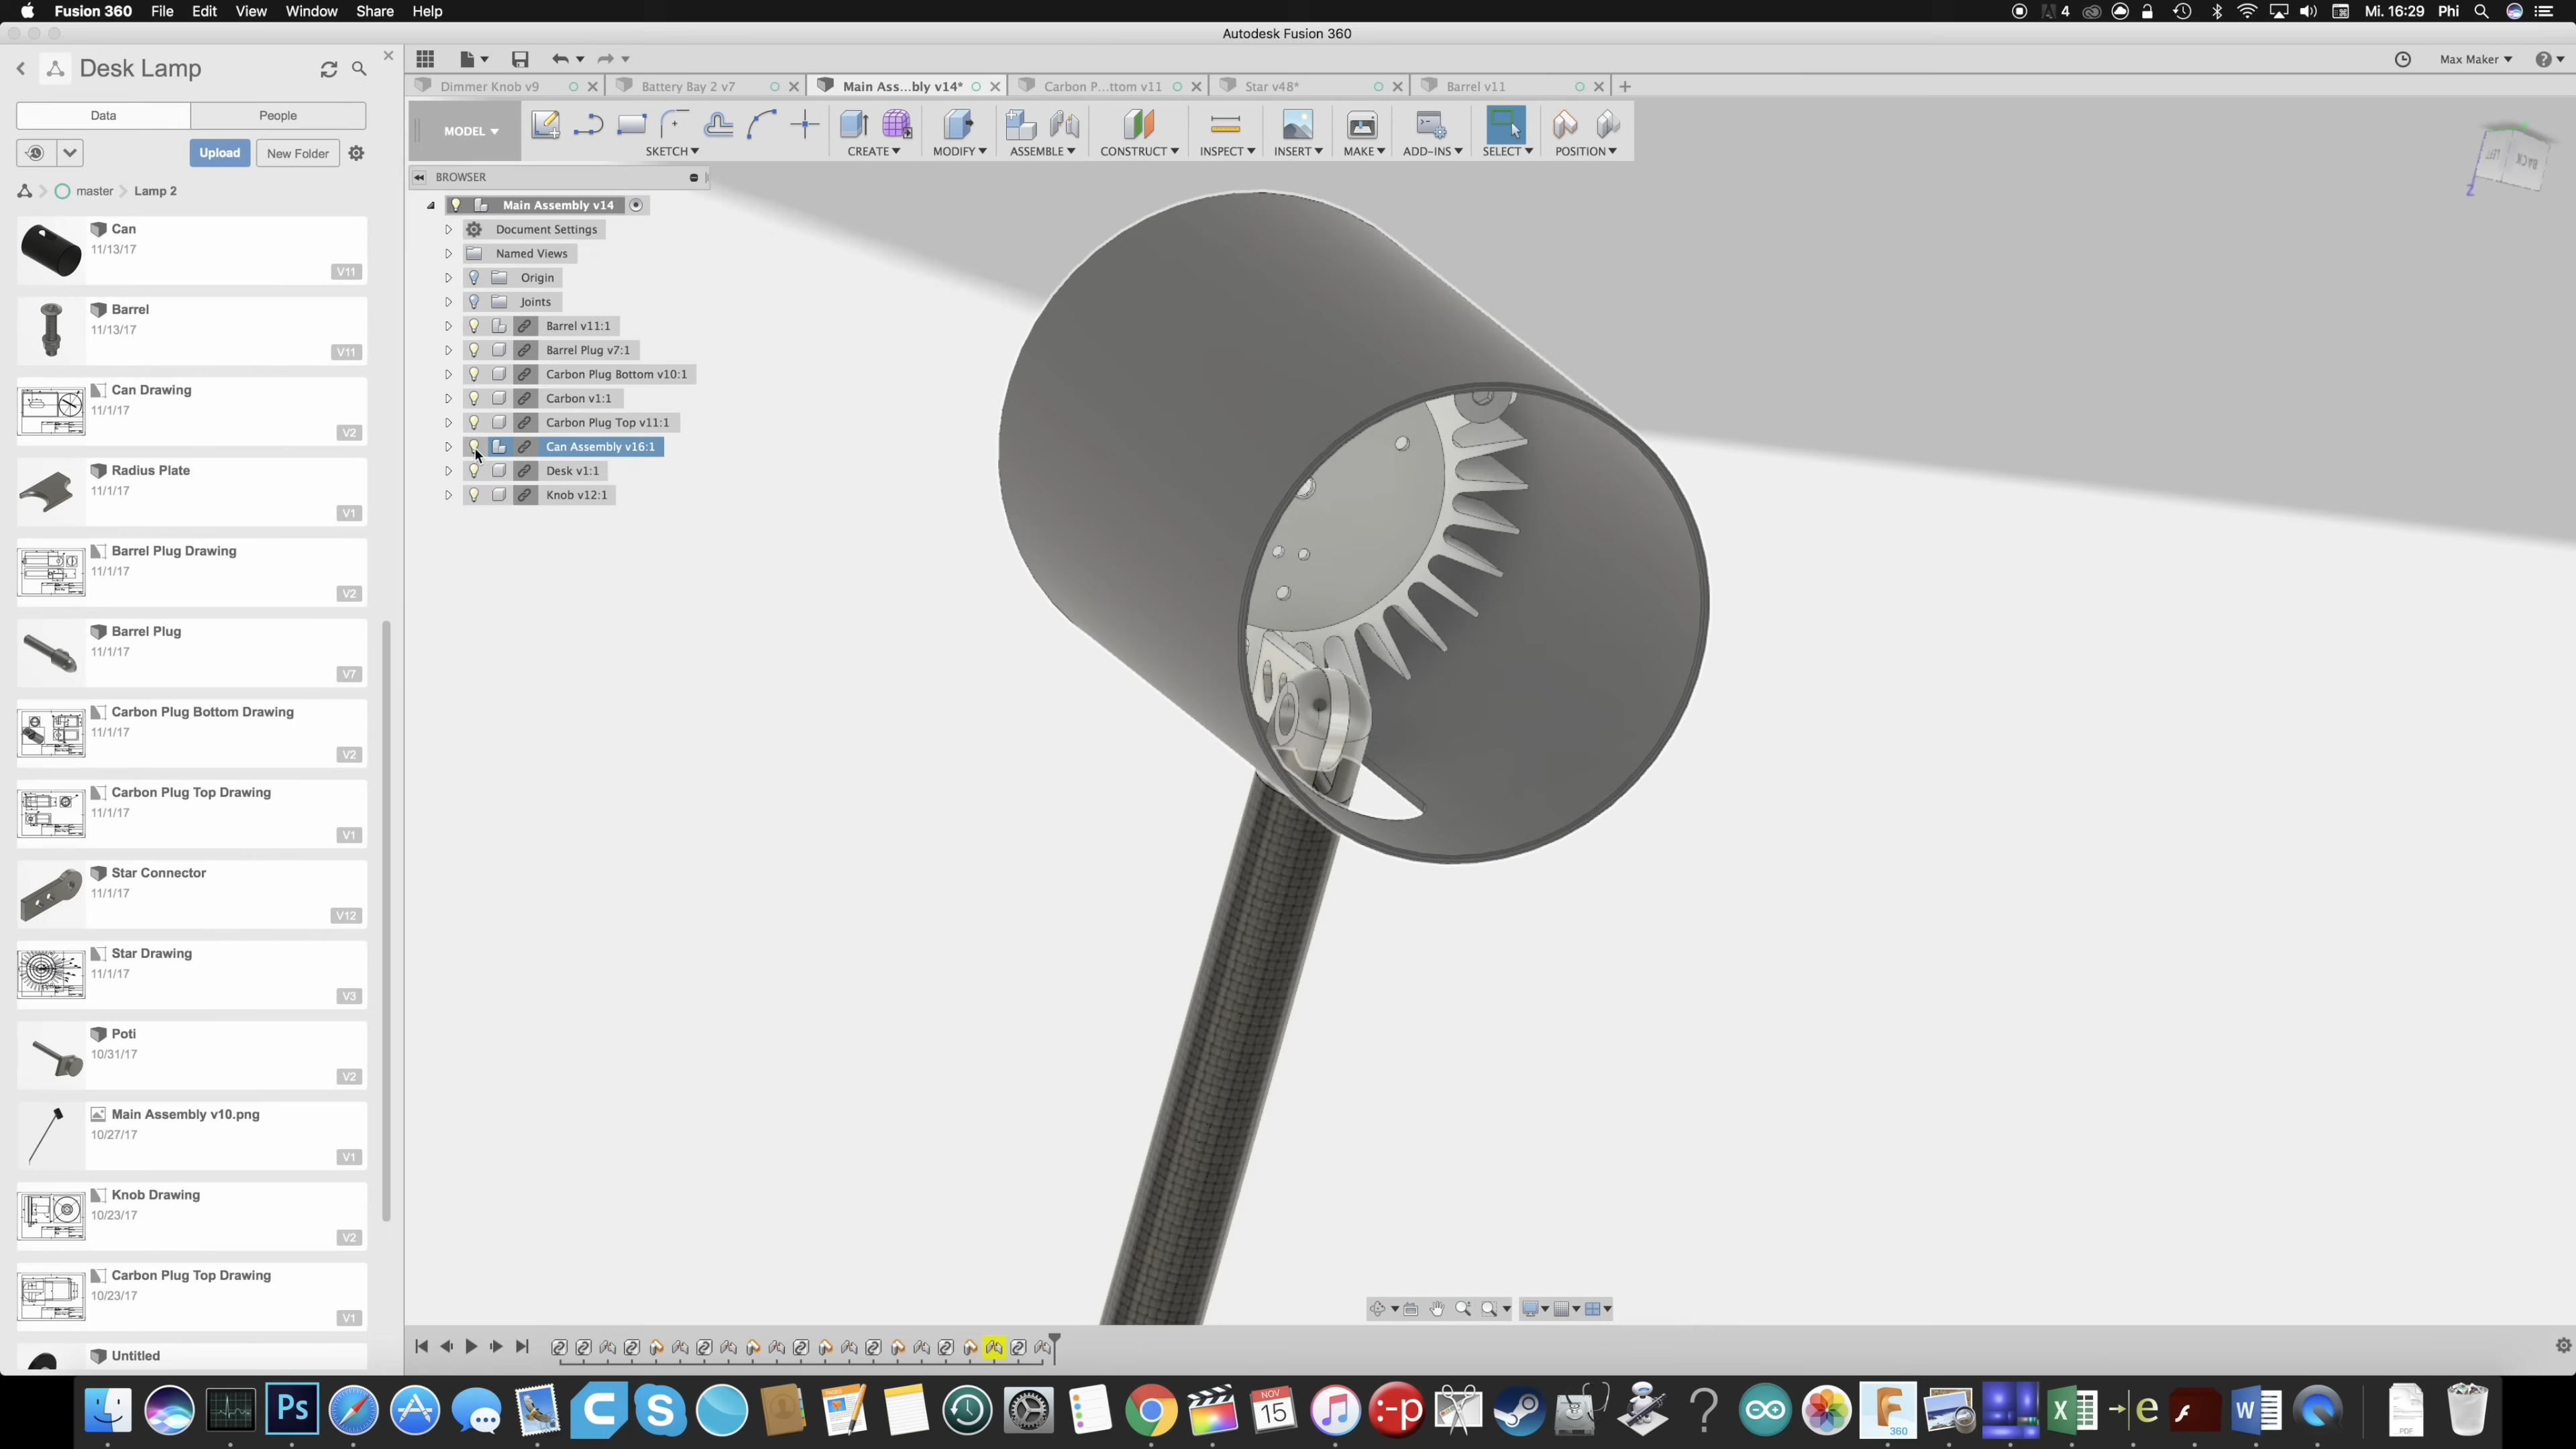 Fusion 360 File Edit View Window Share Help 4 Mi. 16:29 Phi
Autodesk Fusion 360
Desk Lamp
Max Maker
Dimmer Knob v9 Battery Bay 2 v7 Main Ass...bly v14* Carbon P...ttom v11 Star v48* Barrel v11
Data People
MODEL SKETCH CREATE MODIFY ASSEMBLE CONSTRUCT INSPECT INSERT MAKE ADD-INS SELECT POSITION
Upload New Folder
BACK
Z
BROWSER
master Lamp 2
Main Assembly v14
Document Settings
Named Views
Origin
Joints
Barrel v11:1
Barrel Plug v7:1
Carbon Plug Bottom v10:1
Carbon v1:1
Carbon Plug Top v11:1
Can Assembly v16:1
Desk v1:1
Knob v12:1
Can
11/13/17
V11
Barrel
11/13/17
V11
Can Drawing
11/1/17
V2
Radius Plate
11/1/17
V1
Barrel Plug Drawing
11/1/17
V2
Barrel Plug
11/1/17
V7
Carbon Plug Bottom Drawing
11/1/17
V2
Carbon Plug Top Drawing
11/1/17
V1
Star Connector
11/1/17
V12
Star Drawing
11/1/17
V3
Poti
10/31/17
V2
Main Assembly v10.png
10/27/17
V1
Knob Drawing
10/23/17
V2
Carbon Plug Top Drawing
10/23/17
V1
Untitled
Ps
NOV
15
:-p
360
X
e
W
PDF